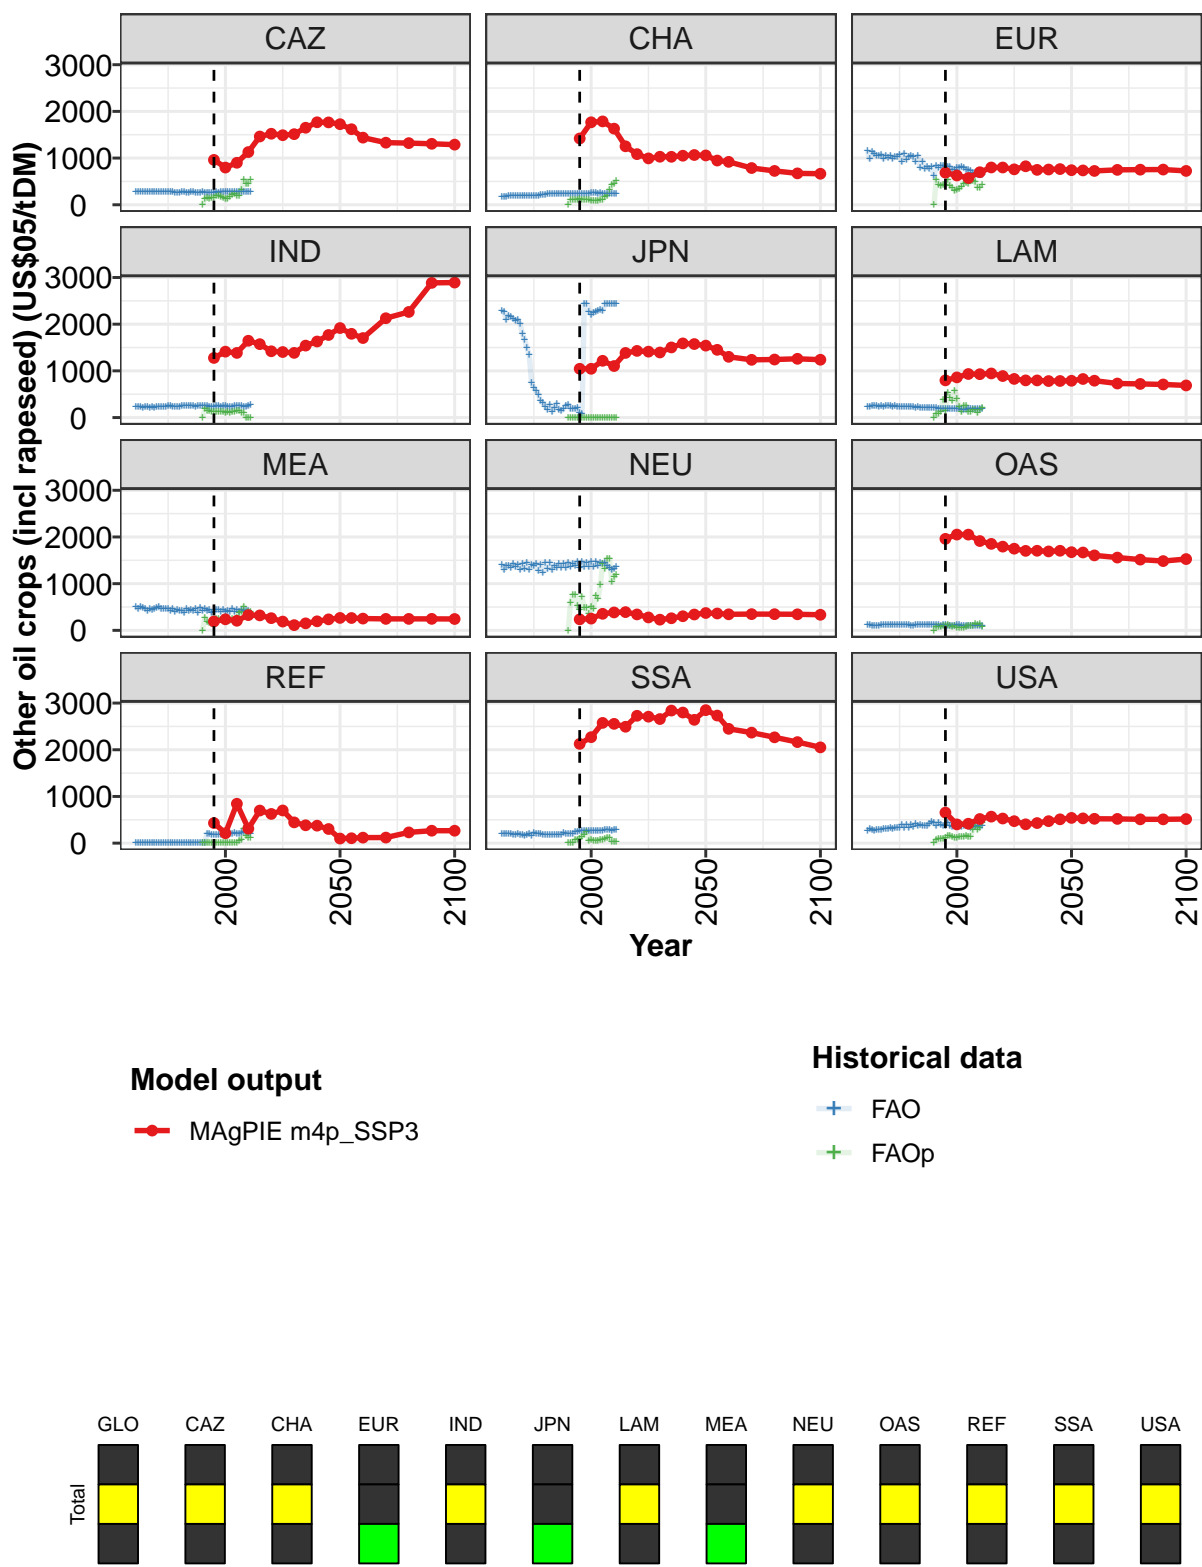 CAZ CHA EUR
3000
2000
1000
0
IND JPN LAM
3000
2000
1000
0
MEA NEU OAS
3000
2000
1000
0
REF SSA USA
3000
2000
1000
0
Other oil crops (incl rapeseed) (US$05/tDM)
2000 2050 2100 2000 2050 2100 2000 2050 2100
Year
Model output
MAgPIE m4p_SSP3
Historical data
FAO
FAOp
GLO CAZ CHA EUR IND JPN LAM MEA NEU OAS REF SSA USA
Total